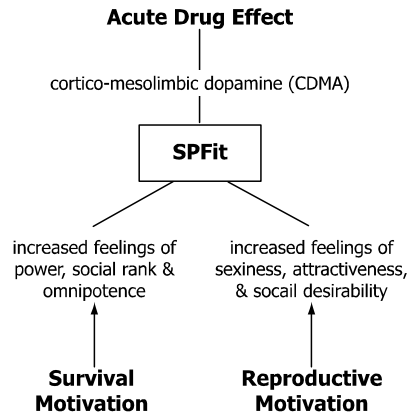 Acute Drug Effect
cortico-mesolimbic dopamine (CDMA)
SPFit
increased feelings of
power, social rank &
omnipotence
increased feelings of
sexiness, attractiveness,
& socail desirability
Survival
Motivation
Reproductive
Motivation